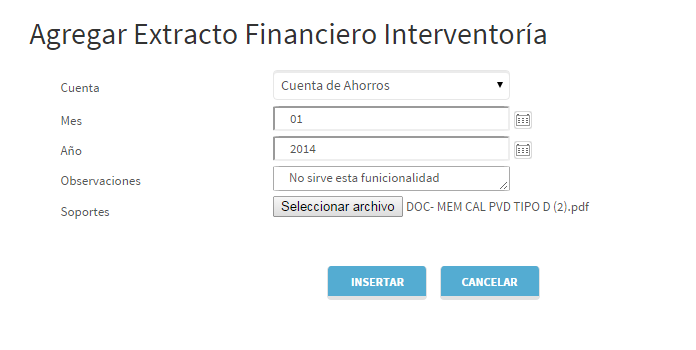 Agregar Extracto Financiero Interventoría
Cuenta Cuenta de Ahorros
Mes 01
Año 2014
Observaciones No sirve esta funicionalidad
Soportes Seleccionar archivo DOC- MEM CAL PVD TIPO D (2).pdf
INSERTAR CANCELAR